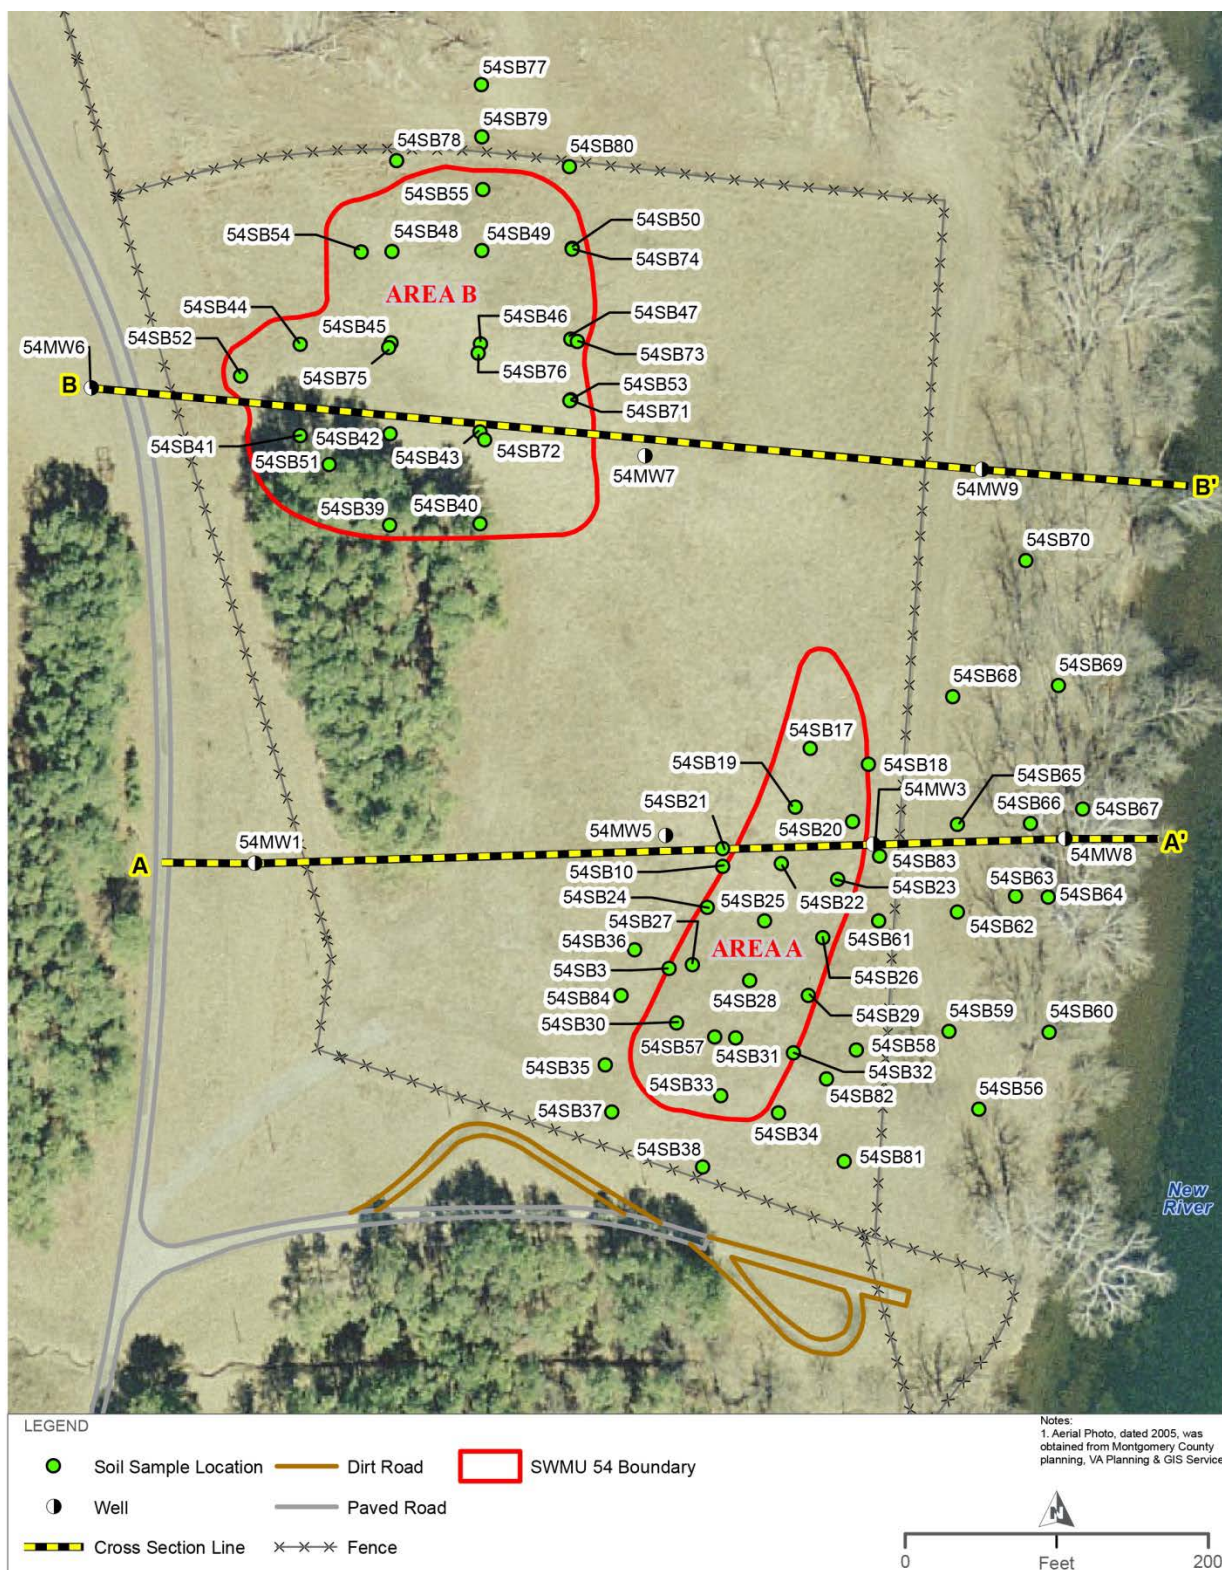 54SB77
54SB79
54SB78
54SB80
54SB55
54SB50
54SB54
54SB48
54SB49
54SB74
AREA B
54SB44
54SB46
54SB47
54SB45
54SB52
54SB73
54MW6
54SB75
54SB76
54SB53
B
54SB71
54SB41
54SB42
54SB43
54SB72
54SB51
54MW7
54MW9
B'
54SB39
54SB40
54SB70
54SB69
54SB68
54SB17
54SB19
54SB18
54SB65
54MW3
54SB21
54SB66
54SB67
54MW5
54SB20
54MW1
A
A'
54MW8
54SB83
54SB10
54SB23
54SB63
54SB24
54SB25
54SB22
54SB64
54SB27
54SB62
54SB61
54SB36
AREA A
54SB3
54SB26
54SB84
54SB28
54SB29
54SB30
54SB59
54SB60
54SB57
54SB31
54SB58
54SB35
54SB32
54SB33
54SB82
54SB56
54SB37
54SB34
54SB38
54SB81
New
River
LEGEND
Soil Sample Location
Dirt Road
SWMU 54 Boundary
Well
Paved Road
Cross Section Line
Fence
Notes:
1. Aerial Photo, dated 2005, was
obtained from Montgomery County
planning, VA Planning & GIS Service
N
0
Feet
200